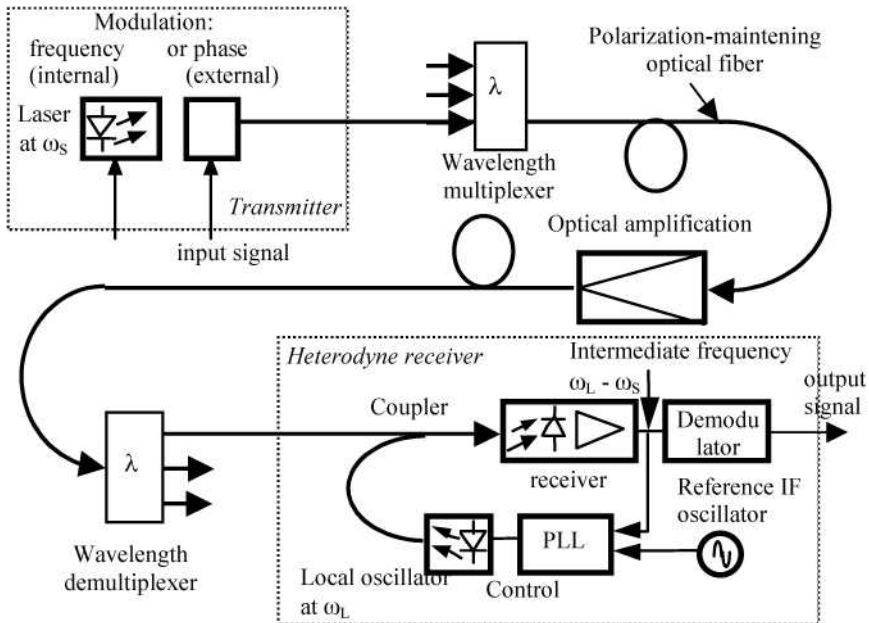 Modulation:
frequency
(internal)
or phase
(external)
Laser
at ωS
Transmitter
input signal
λ
Wavelength
multiplexer
Polarization-maintening
optical fiber
Optical amplification
Heterodyne receiver
Intermediate frequency
ωL - ωS
output
signal
Coupler
Demodu
lator
receiver
λ
Wavelength
demultiplexer
Reference IF
oscillator
PLL
Control
Local oscillator
at ωL